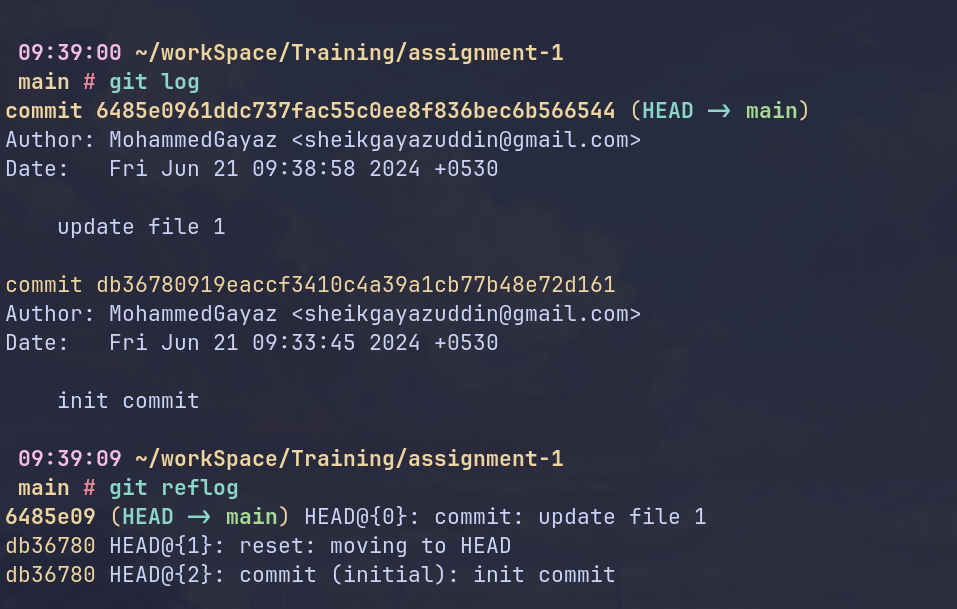 09:39:00 ~/workSpace/Training/assignment-1
main # git log
commit 6485e0961ddc737fac55c0ee8f836bec6b566544 (HEAD -> main)
Author: MohammedGayaz <sheikgayazuddin@gmail.com>
Date:   Fri Jun 21 09:38:58 2024 +0530
update file 1
commit db36780919eaccf3410c4a39a1cb77b48e72d161
Author: MohammedGayaz <sheikgayazuddin@gmail.com>
Date:   Fri Jun 21 09:33:45 2024 +0530
init commit
09:39:09 ~/workSpace/Training/assignment-1
main # git reflog
6485e09 (HEAD -> main) HEAD@{0}: commit: update file 1
db36780 HEAD@{1}: reset: moving to HEAD
db36780 HEAD@{2}: commit (initial): init commit